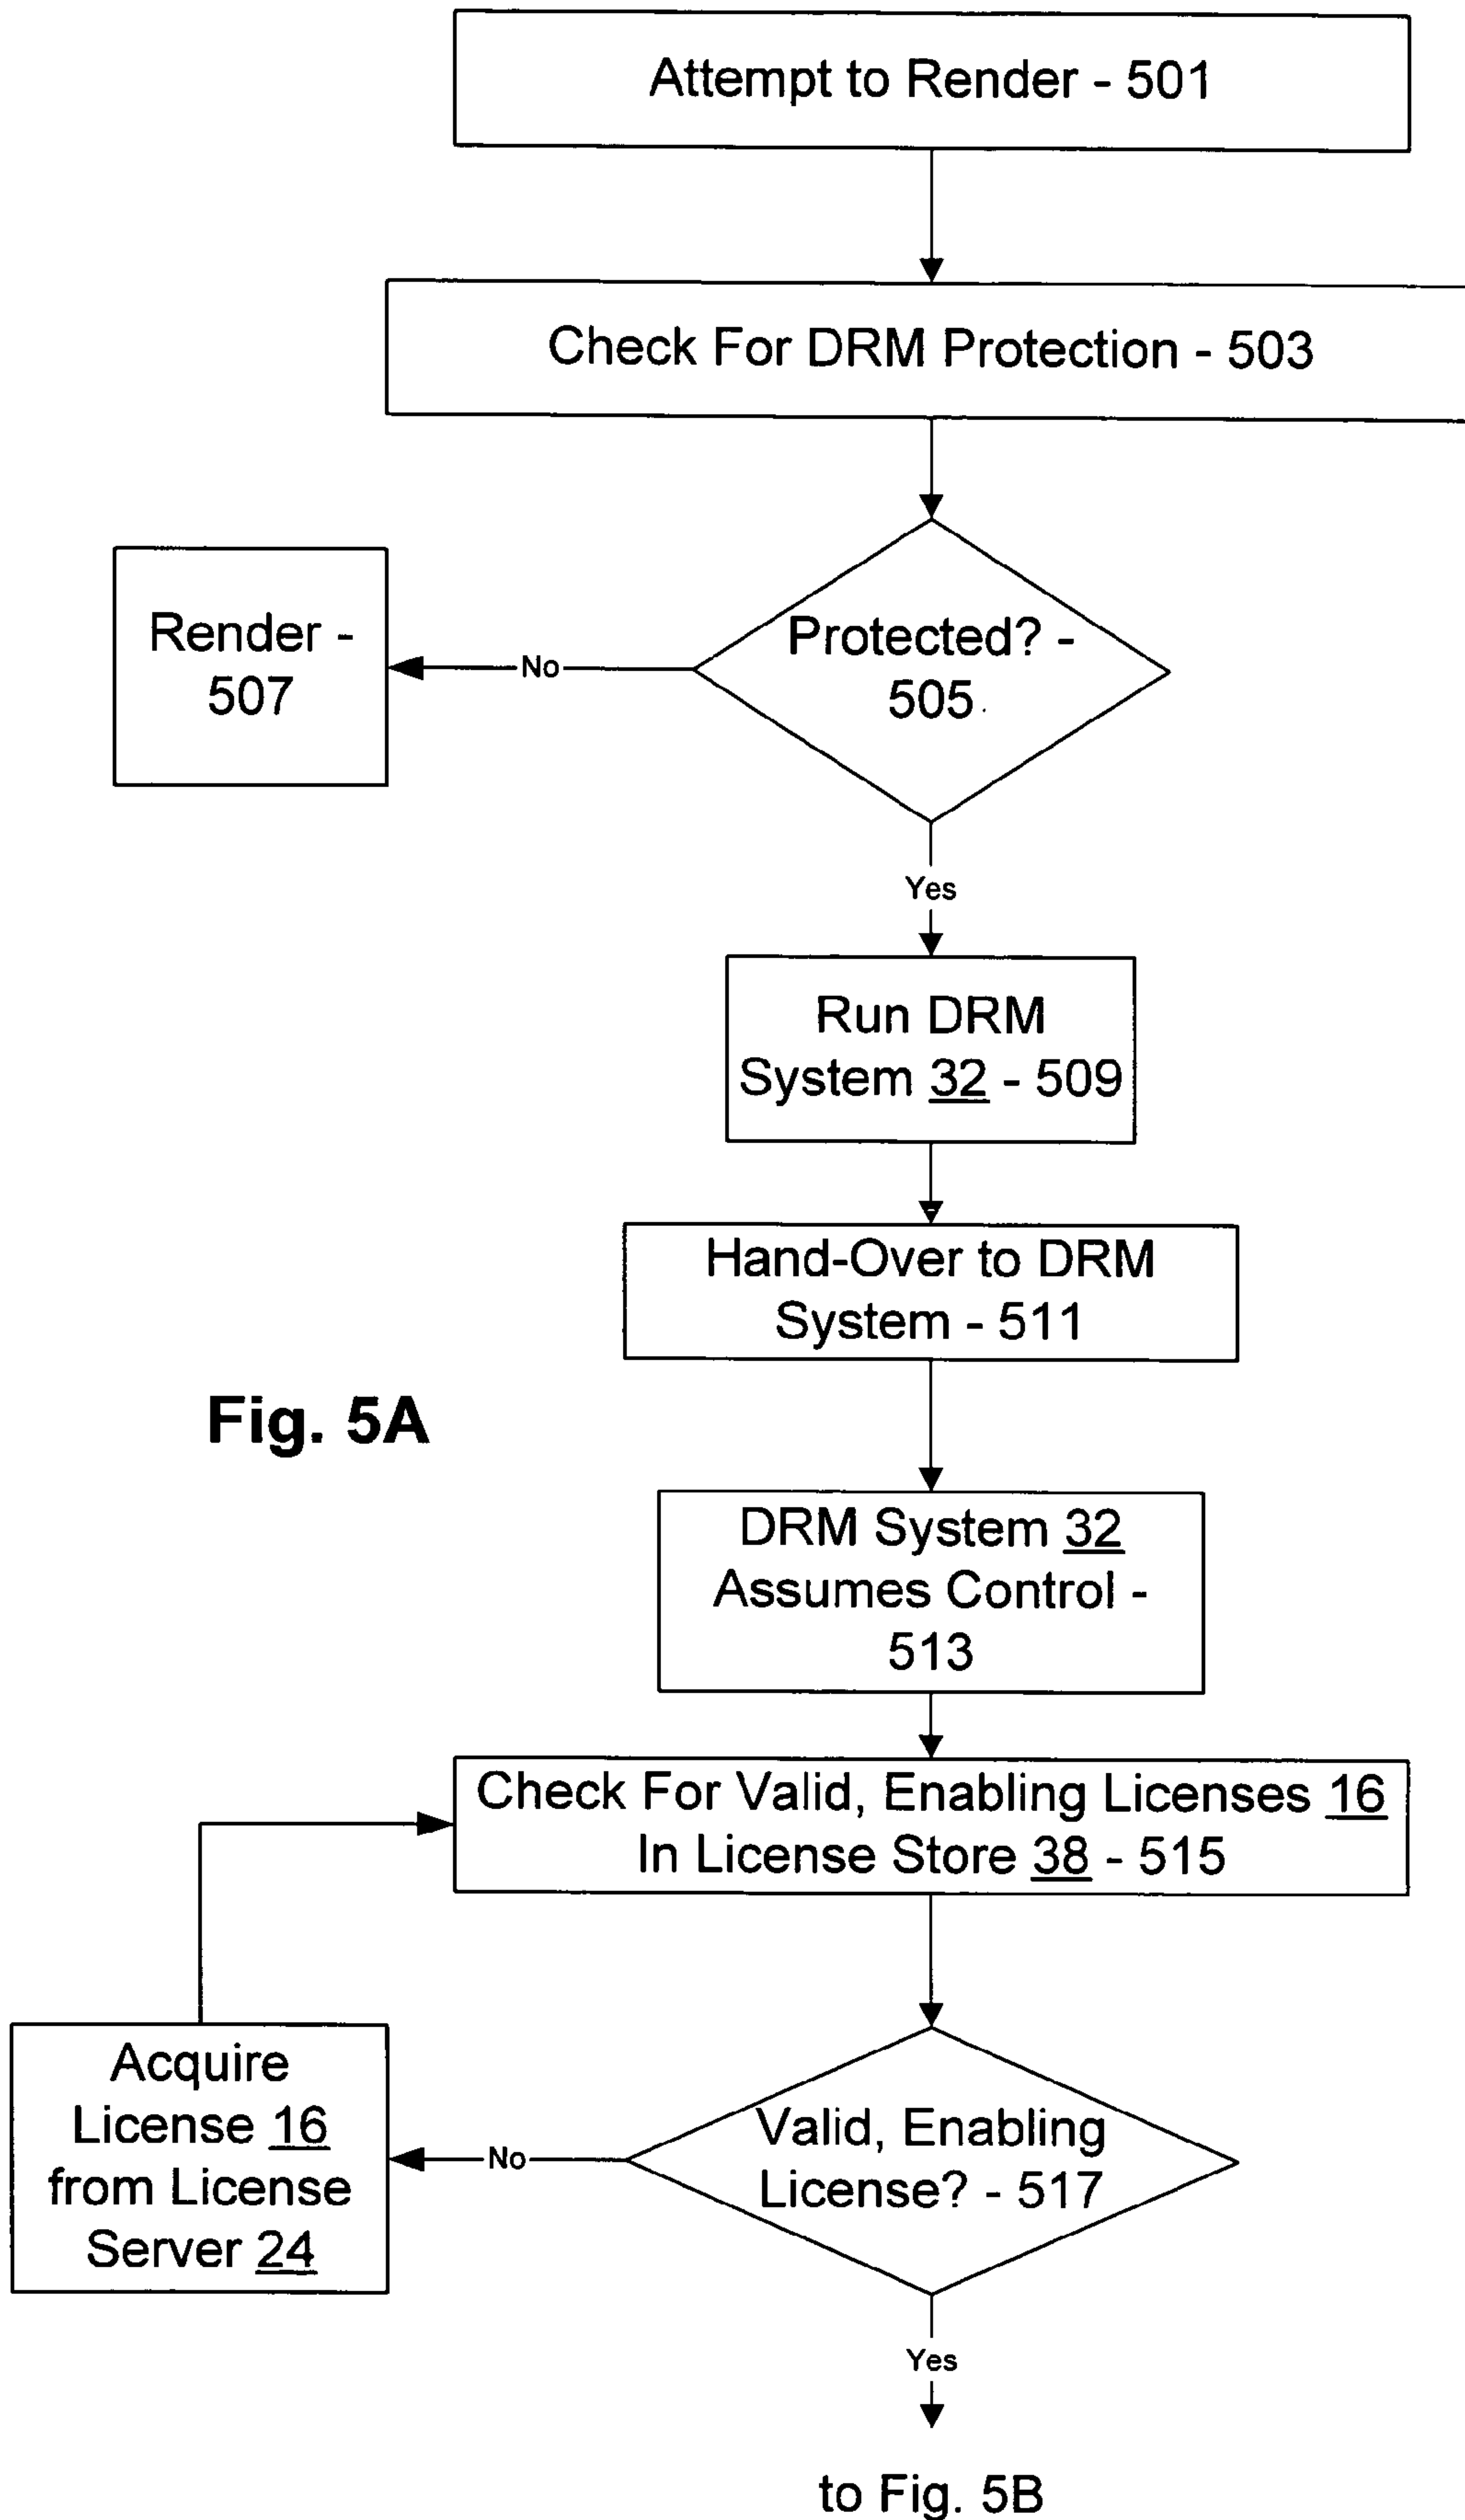 Attempt to Render - 501
Check For DRM Protection - 503
Render -
507
No
Protected? -
505
Yes
Run DRM
System 32 - 509
Hand-Over to DRM
System - 511
Fig. 5A
DRM System 32
Assumes Control -
513
Check For Valid, Enabling Licenses 16
In License Store 38 - 515
Acquire
License 16
from License
Server 24
No
Valid, Enabling
License? - 517
Yes
to Fig. 5B